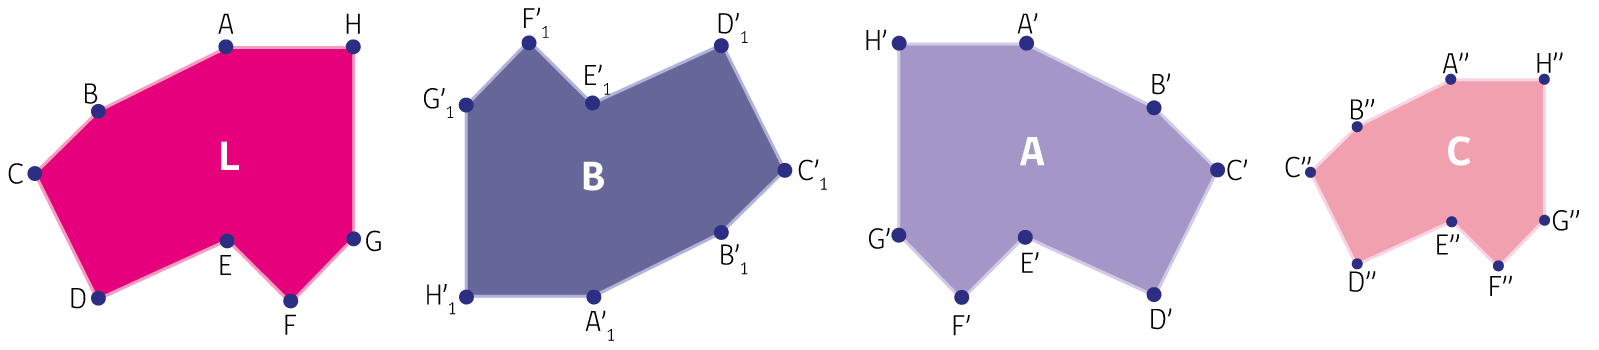 A H
B
L
C
G
E
D
F
F′₁
D′₁
E′₁
G′₁
B
C′₁
B′₁
H′₁
A′₁
H′ A′
B′
A
C′
G′
E′
F′ D′
A″ H″
B″
C
C″
G″
E″
D″ F″